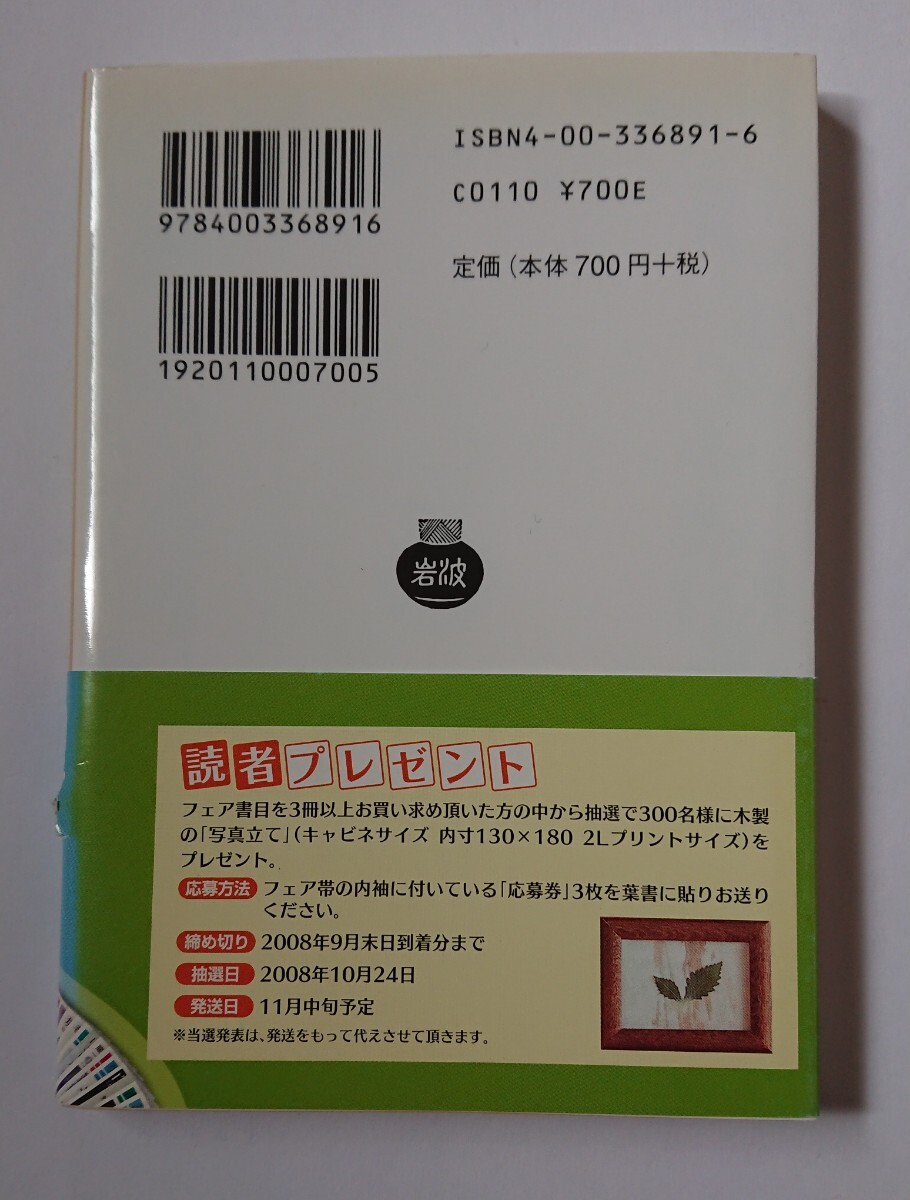 ISBN4-00-336891-6
9784003368916
C0110 ¥700E
定価(本体700円+税)
1920110007005
岩波
読者プレゼント
フェア書目を3冊以上お買い求め頂いた方の中から抽選で300名様に木製
の「写真立て」(キャビネサイズ 内寸130×180 2Lプリントサイズ)を
プレゼント。
応募方法 フェア帯の内袖に付いている「応募券」3枚を葉書に貼りお送り
ください。
締め切り 2008年9月末日到着分まで
抽選日 2008年10月24日
発送日 11月中旬予定
※当選発表は、発送をもって代えさせて頂きます。